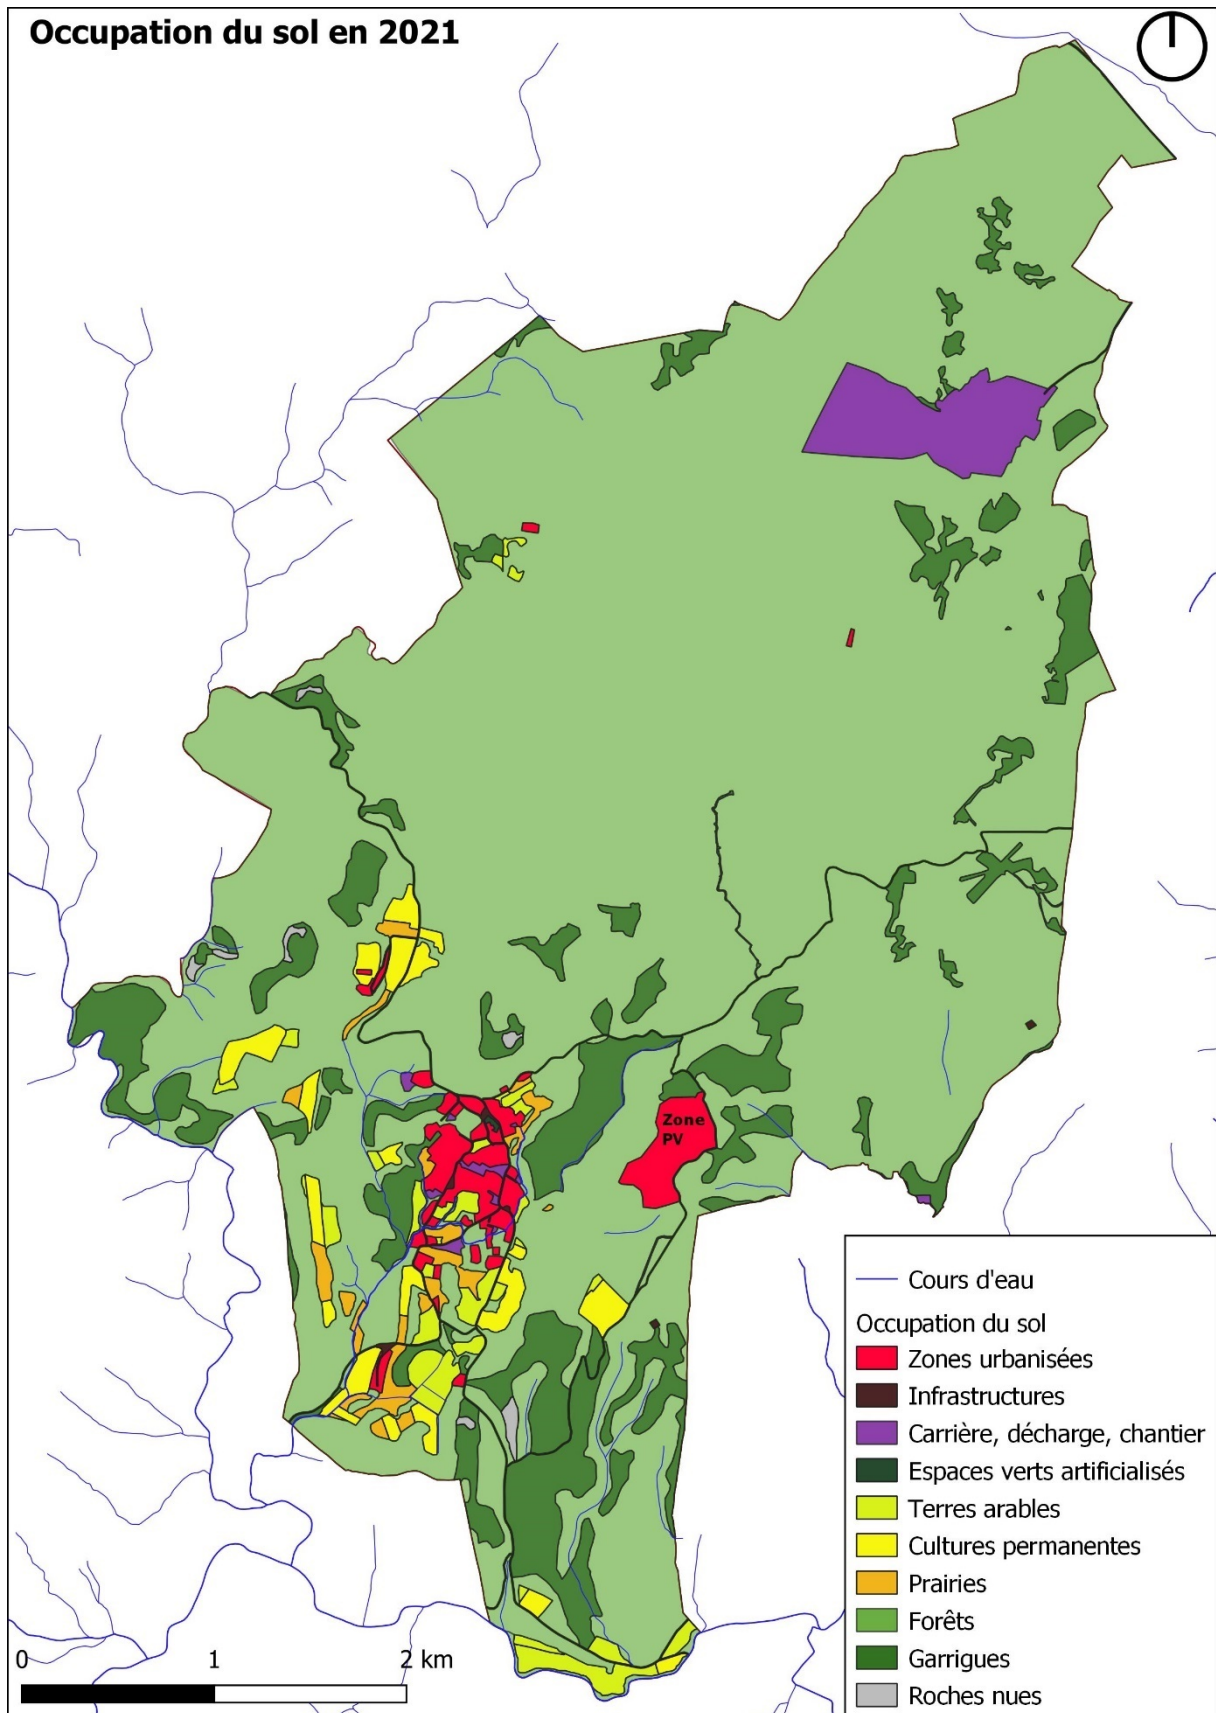 Occupation du sol en 2021
Zone
PV
Cours d'eau
Occupation du sol
Zones urbanisées
Infrastructures
Carrière, décharge, chantier
Espaces verts artificialisés
Terres arables
Cultures permanentes
Prairies
Forêts
Garrigues
Roches nues
0 1 2 km